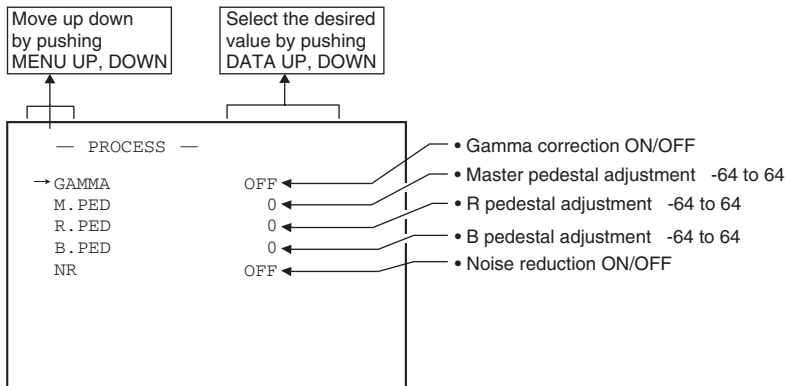 Move up down
by pushing
MENU UP, DOWN
Select the desired
value by pushing
DATA UP, DOWN
— PROCESS —
→GAMMA OFF
M.PED 0
R.PED 0
B.PED 0
NR OFF
• Gamma correction ON/OFF
• Master pedestal adjustment -64 to 64
• R pedestal adjustment -64 to 64
• B pedestal adjustment -64 to 64
• Noise reduction ON/OFF